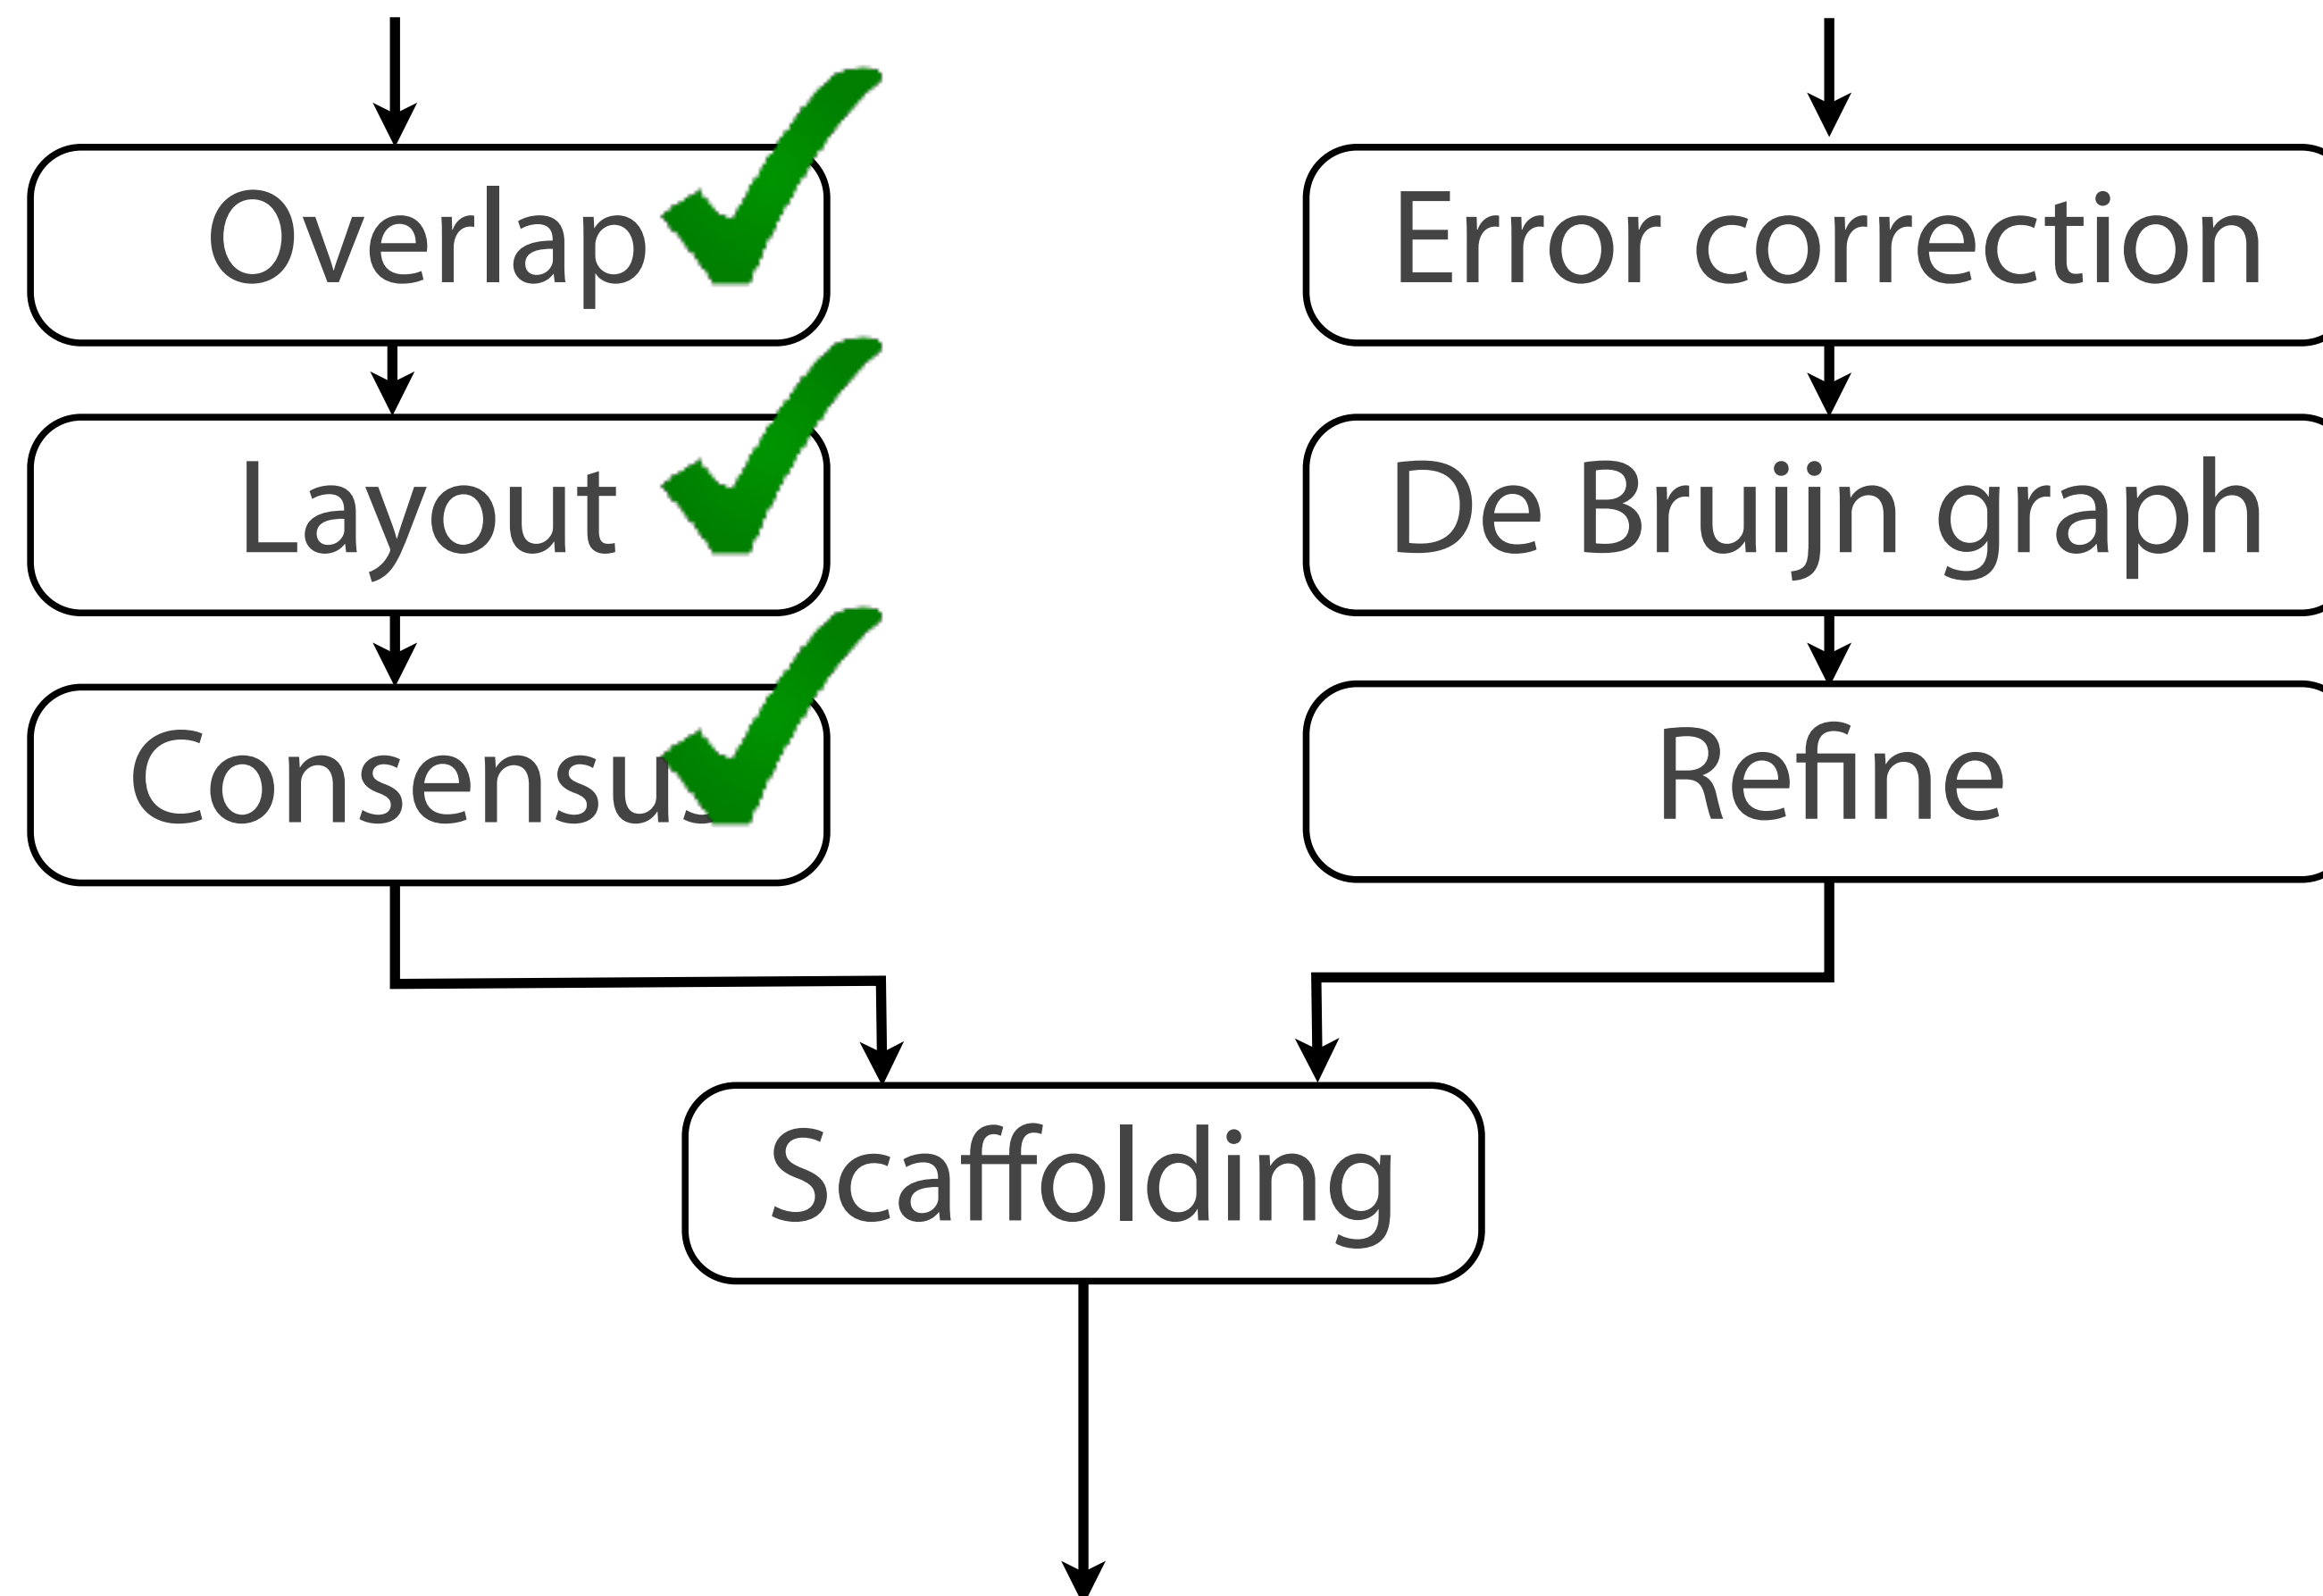 Overlap
Error correction
Layout
De Bruijn graph
Consensus
Refine
Scaffolding